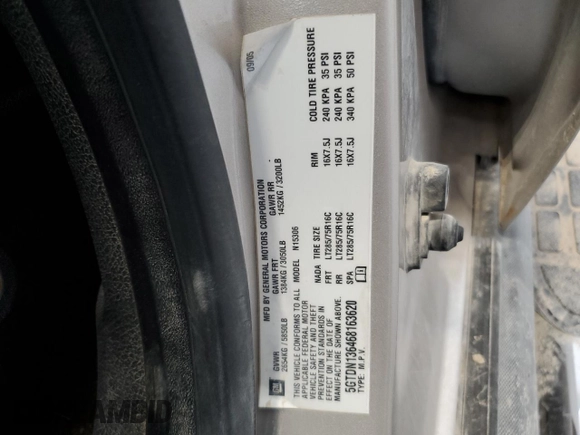 MFD BY GENERAL MOTORS CORPORATION
09/05
GVWR GAWR FRT GAWR RR
2654KG / 5850LB 1384KG / 3050LB 1452KG / 3200LB
THIS VEHICLE CONFORMS TO ALL
APPLICABLE FEDERAL MOTOR
VEHICLE SAFETY AND THEFT
PREVENTION STANDARDS IN
EFFECT ON THE DATE OF
MANUFACTURE SHOWN ABOVE.
5GTDN136468163620
TYPE: M.P.V.
MODEL N15306
NADA TIRE SIZE RIM COLD TIRE PRESSURE
FRT LT285/75R16C 16X7.5J 240 KPA 35 PSI
RR LT285/75R16C 16X7.5J 240 KPA 35 PSI
SPA LT285/75R16C 16X7.5J 340 KPA 50 PSI
GM